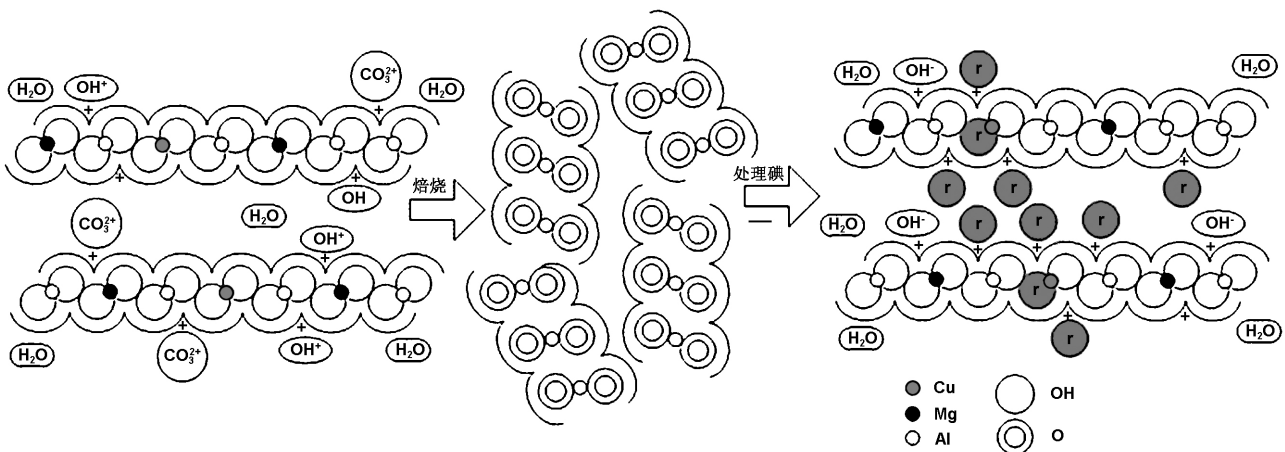 H₂O OH⁺ CO₃²⁺ H₂O
OH
CO₃²⁺ H₂O OH⁺
H₂O CO₃²⁺ OH⁺ H₂O
焙烧
处理碘
H₂O OH⁻ r H₂O
r
r r r
H₂O OH⁻ r r r OH⁻
r
H₂O r H₂O
Cu OH
Mg
Al O